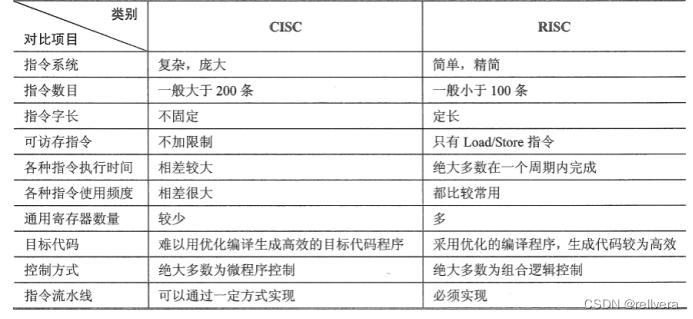 类别
对比项目 CISC RISC
指令系统 复杂，庞大 简单，精简
指令数目 一般大于 200 条 一般小于 100 条
指令字长 不固定 定长
可访存指令 不加限制 只有 Load/Store 指令
各种指令执行时间 相差较大 绝大多数在一个周期内完成
各种指令使用频度 相差很大 都比较常用
通用寄存器数量 较少 多
目标代码 难以用优化编译生成高效的目标代码程序 采用优化的编译程序，生成代码较为高效
控制方式 绝大多数为微程序控制 绝大多数为组合逻辑控制
指令流水线 可以通过一定方式实现 必须实现
CSDN @rellvera